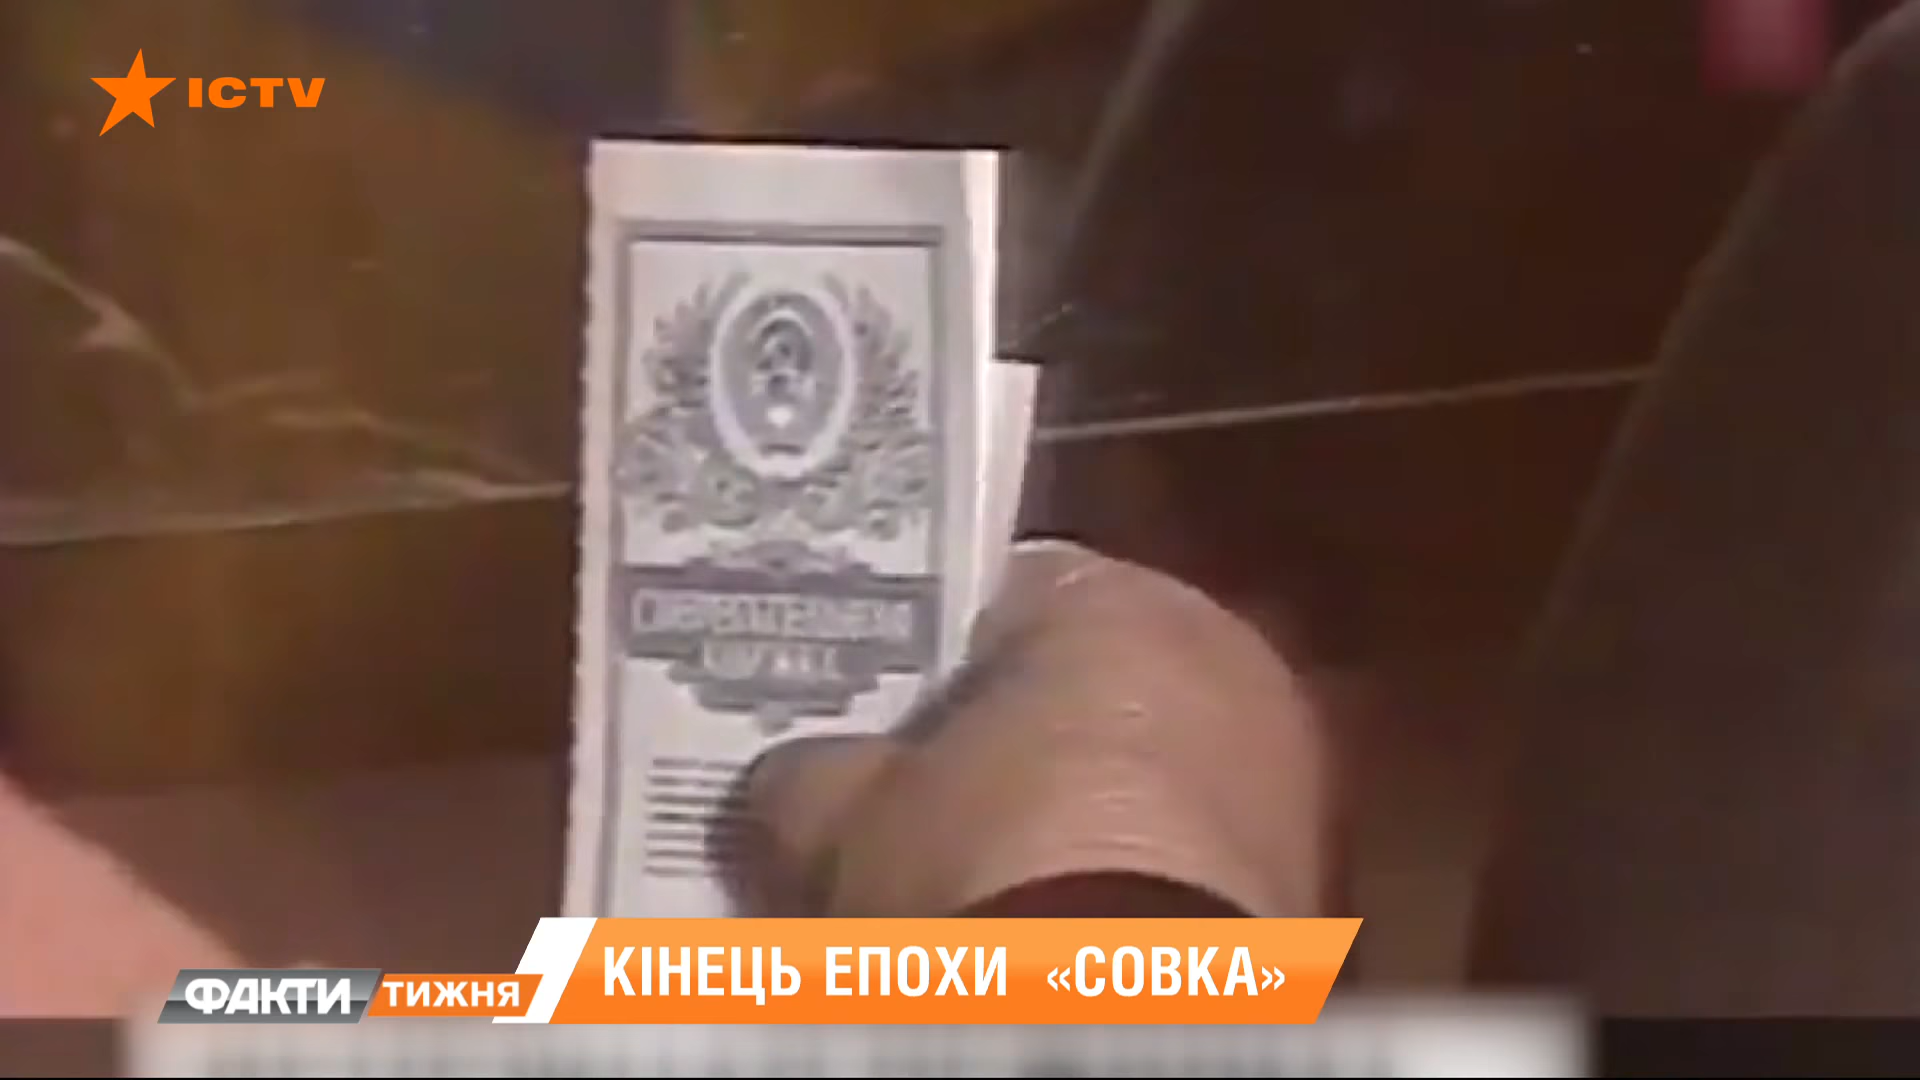 ICTV
СБЕРЕГАТЕЛЬНАЯ
КНИЖКА
КІНЕЦЬ ЕПОХИ «СОВКА»
ФАКТИ ТИЖНЯ